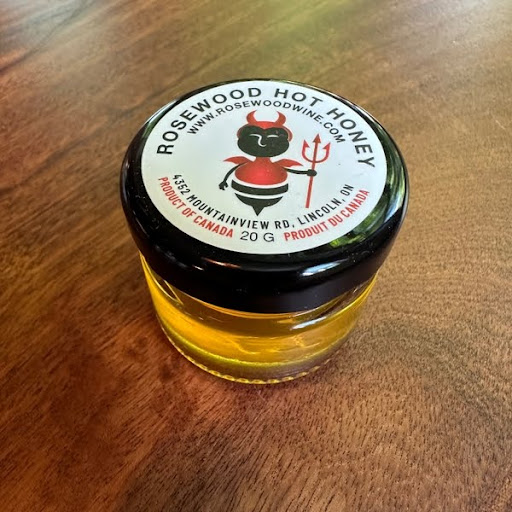 ROSEWOOD HOT HONEY
WWW.ROSEWOODWINE.COM
4352 MOUNTAINVIEW RD, LINCOLN, ON
PRODUCT OF CANADA 20 G PRODUIT DU CANADA